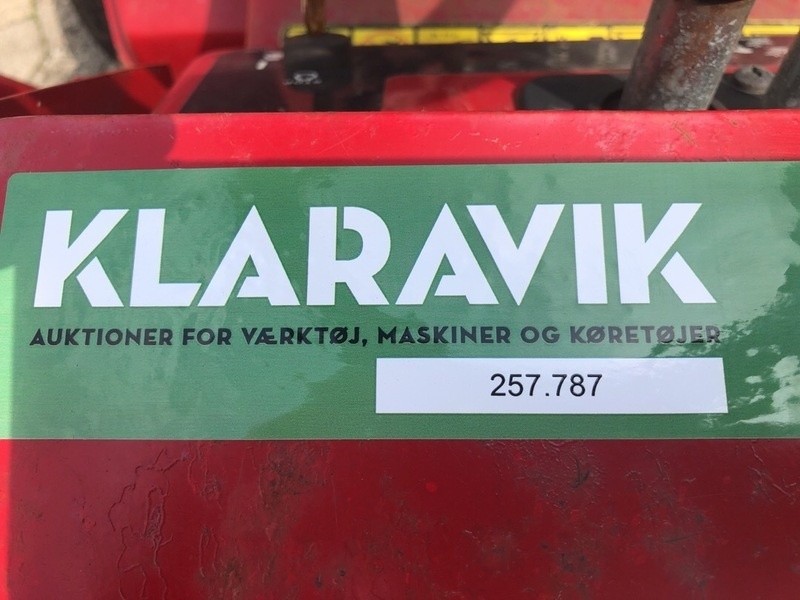 KLARAVIK
AUKTIONER FOR VÆRKTØJ, MASKINER OG KØRETØJER
257.787